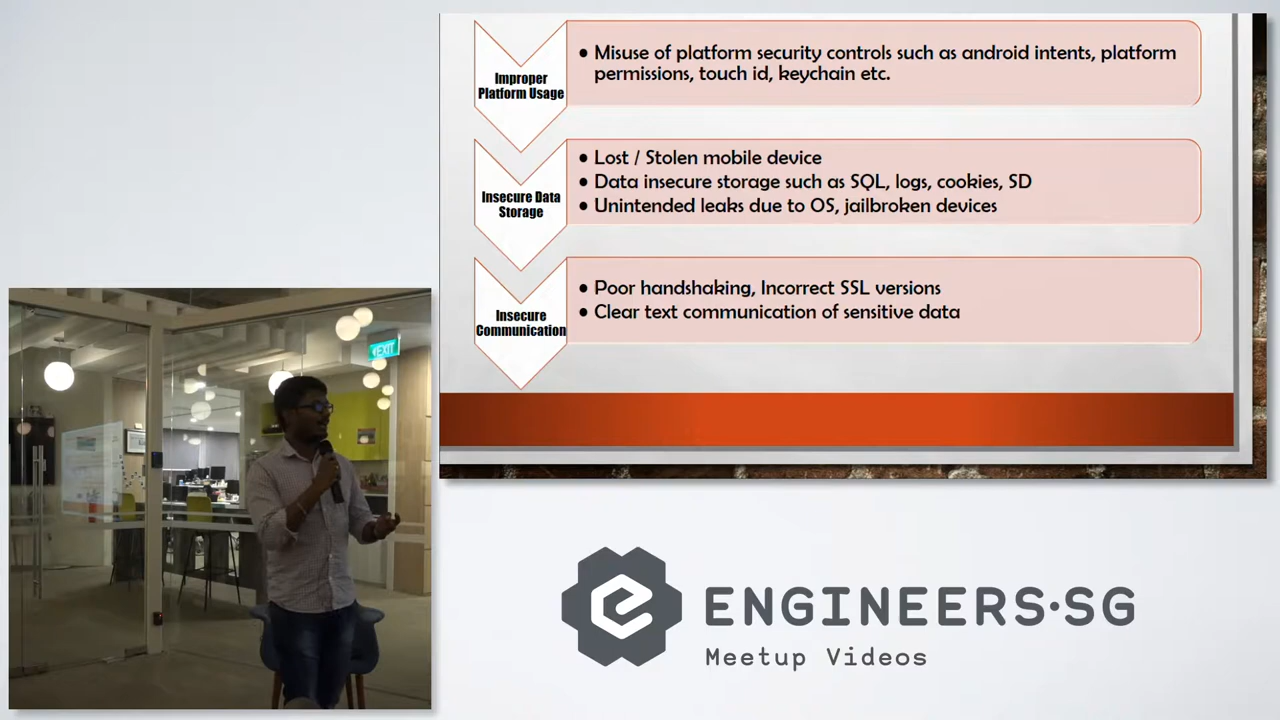 Improper
Platform Usage
• Misuse of platform security controls such as android intents, platform
permissions, touch id, keychain etc.
Insecure Data
Storage
• Lost / Stolen mobile device
• Data insecure storage such as SQL, logs, cookies, SD
• Unintended leaks due to OS, jailbroken devices
Insecure
Communication
• Poor handshaking, Incorrect SSL versions
• Clear text communication of sensitive data
EXIT
ENGINEERS·SG
Meetup Videos